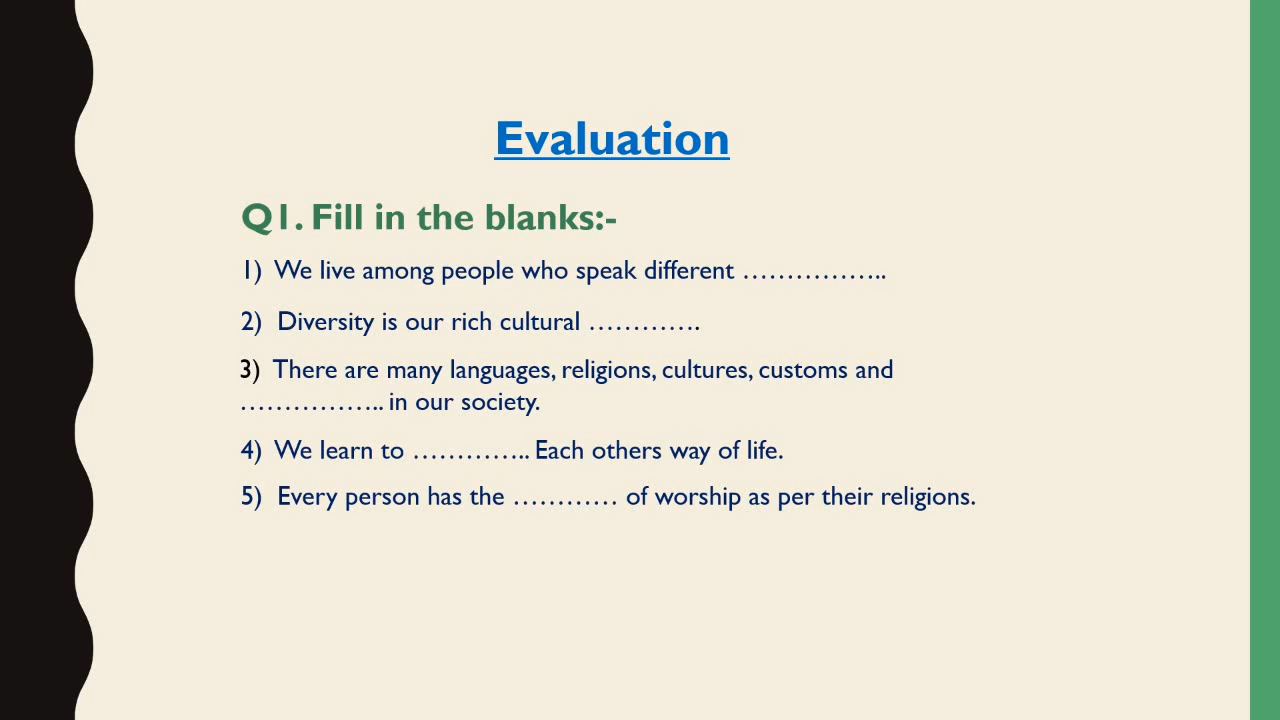 Evaluation
Q1. Fill in the blanks:-
1) We live among people who speak different ……………..
2) Diversity is our rich cultural ………….
3) There are many languages, religions, cultures, customs and
…………….. in our society.
4) We learn to ………….. Each others way of life.
5) Every person has the ………… of worship as per their religions.